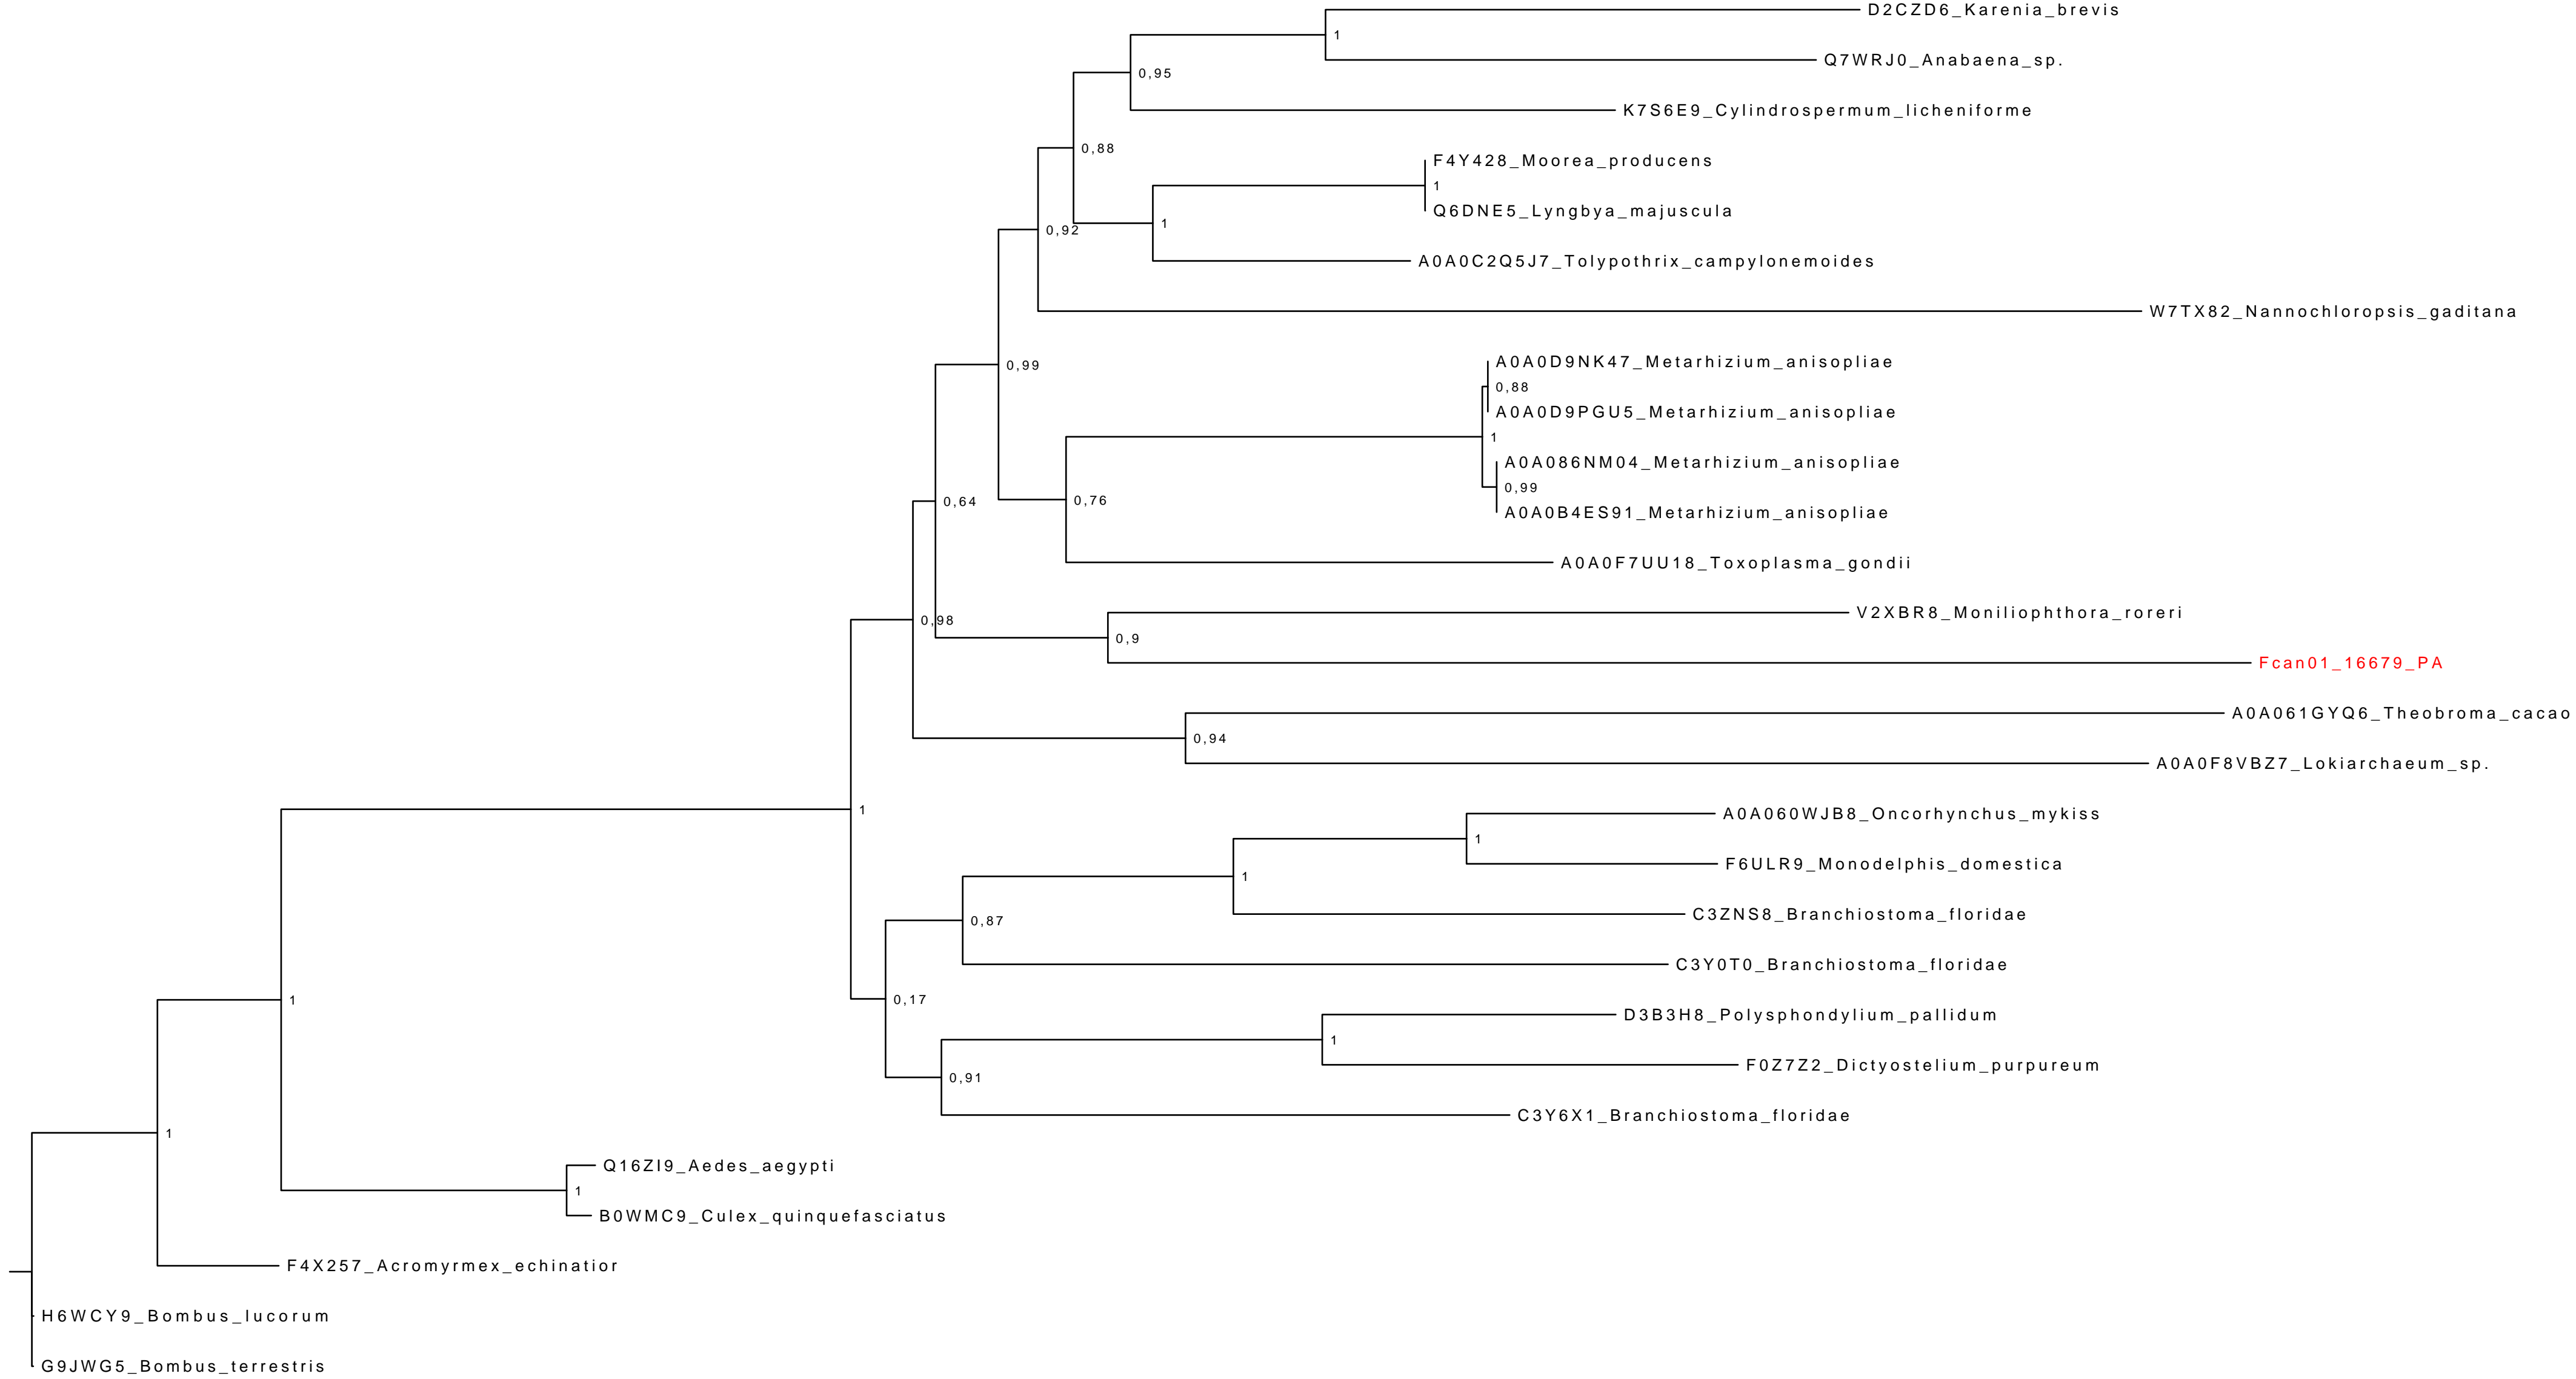 D2CZD6_Karenia_brevis
1
Q7WRJ0_Anabaena_sp.
0,95
K7S6E9_Cylindrospermum_licheniforme
0,88
F4Y428_Moorea_producens
1
Q6DNE5_Lyngbya_majuscula
1
0,92
A0A0C2Q5J7_Tolypothrix_campylonemoides
W7TX82_Nannochloropsis_gaditana
A0A0D9NK47_Metarhizium_anisopliae
0,99
0,88
A0A0D9PGU5_Metarhizium_anisopliae
1
A0A086NM04_Metarhizium_anisopliae
0,99
0,76
0,64
A0A0B4ES91_Metarhizium_anisopliae
A0A0F7UU18_Toxoplasma_gondii
V2XBR8_Moniliophthora_roreri
0,98
0,9
Fcan01_16679_PA
A0A061GYQ6_Theobroma_cacao
0,94
A0A0F8VBZ7_Lokiarchaeum_sp.
1
A0A060WJB8_Oncorhynchus_mykiss
1
F6ULR9_Monodelphis_domestica
1
C3ZNS8_Branchiostoma_floridae
0,87
C3Y0T0_Branchiostoma_floridae
1
0,17
D3B3H8_Polysphondylium_pallidum
1
F0Z7Z2_Dictyostelium_purpureum
0,91
C3Y6X1_Branchiostoma_floridae
1
Q16ZI9_Aedes_aegypti
1
B0WMC9_Culex_quinquefasciatus
F4X257_Acromyrmex_echinatior
H6WCY9_Bombus_lucorum
G9JWG5_Bombus_terrestris